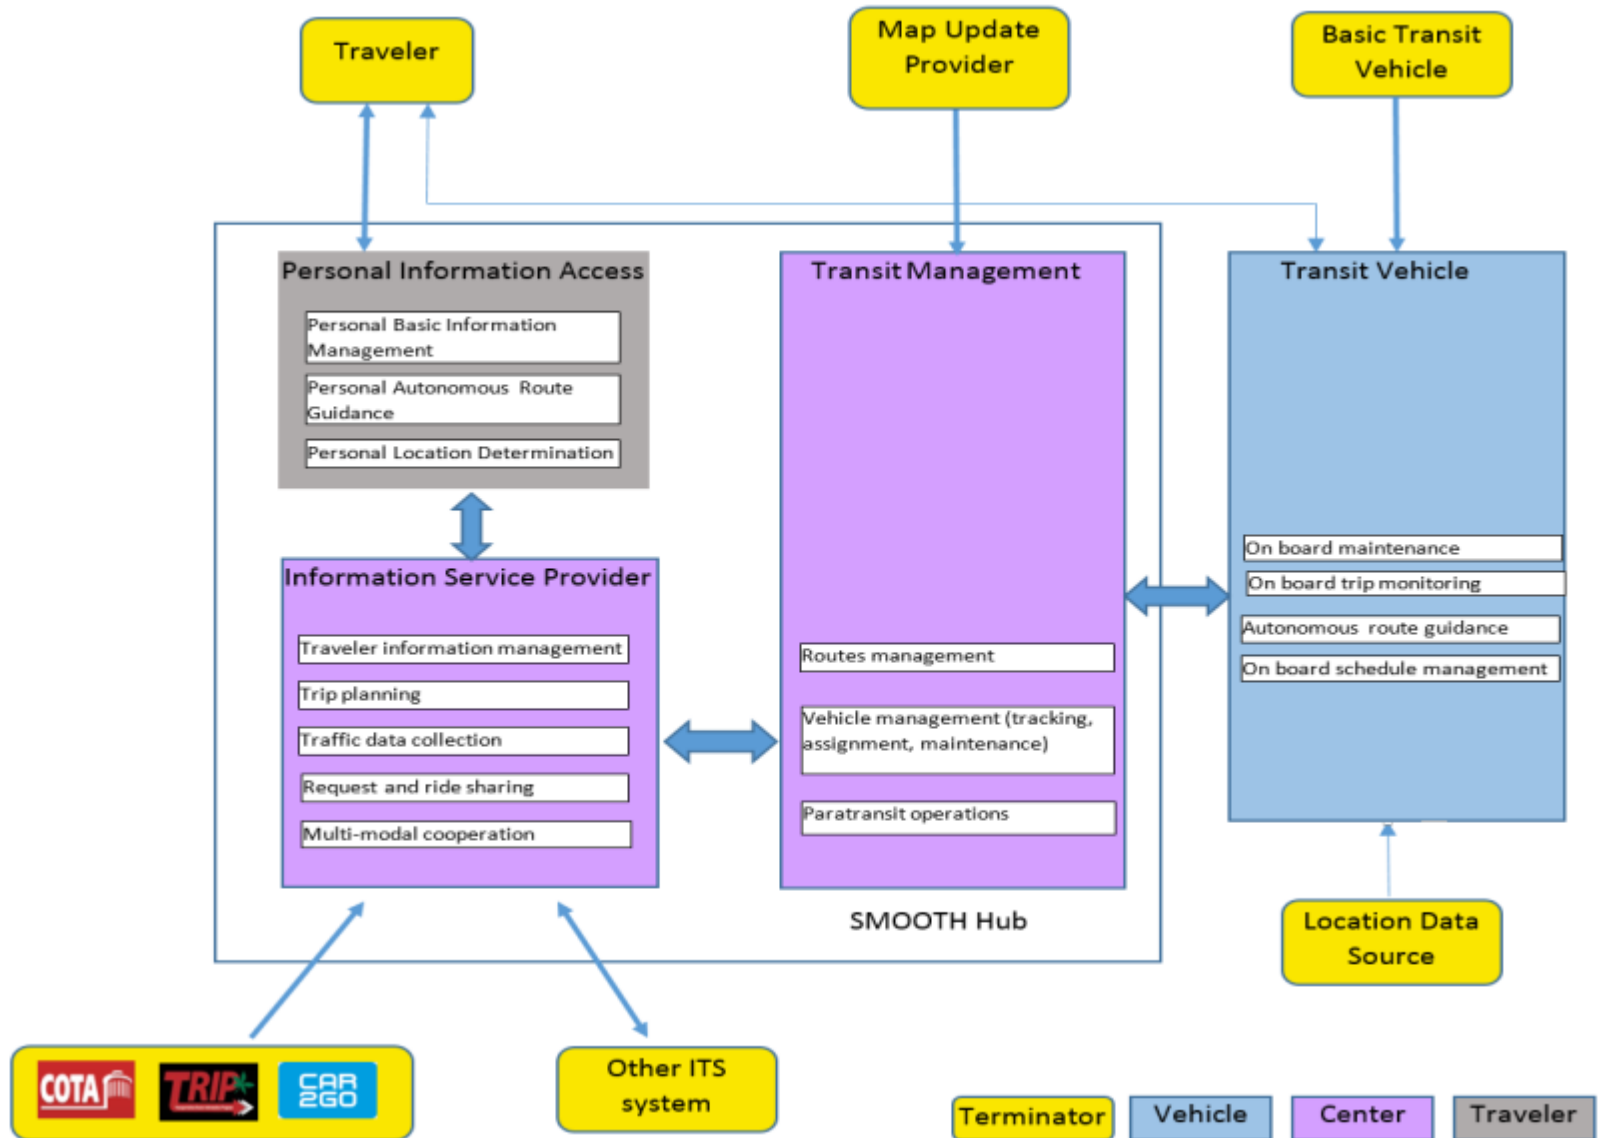 Traveler
Map Update
Provider
Basic Transit
Vehicle
Personal Information Access
Personal Basic Information
Management
Personal Autonomous Route
Guidance
Personal Location Determination
Transit Management
Routes management
Vehicle management (tracking,
assignment, maintenance)
Paratransit operations
Transit Vehicle
On board maintenance
On board trip monitoring
Autonomous route guidance
On board schedule management
Information Service Provider
Traveler information management
Trip planning
Traffic data collection
Request and ride sharing
Multi-modal cooperation
SMOOTH Hub
Location Data
Source
COTA
TRIP
CAR
2GO
Other ITS
system
Terminator
Vehicle
Center
Traveler